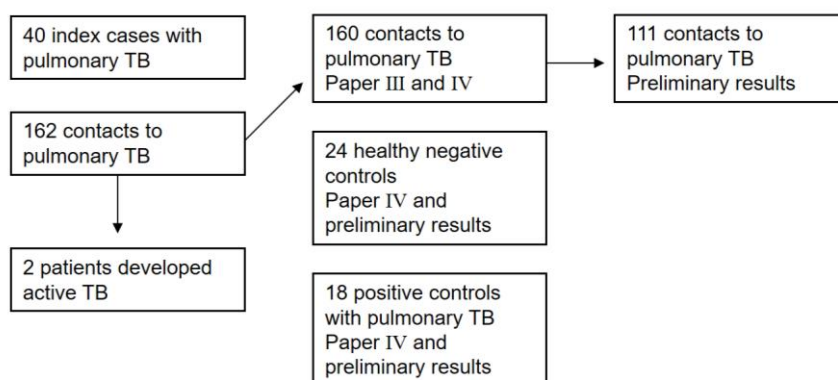 40 index cases with
pulmonary TB
162 contacts to
pulmonary TB
2 patients developed
active TB
160 contacts to
pulmonary TB
Paper III and IV
24 healthy negative
controls
Paper IV and
preliminary results
18 positive controls
with pulmonary TB
Paper IV and
preliminary results
111 contacts to
pulmonary TB
Preliminary results